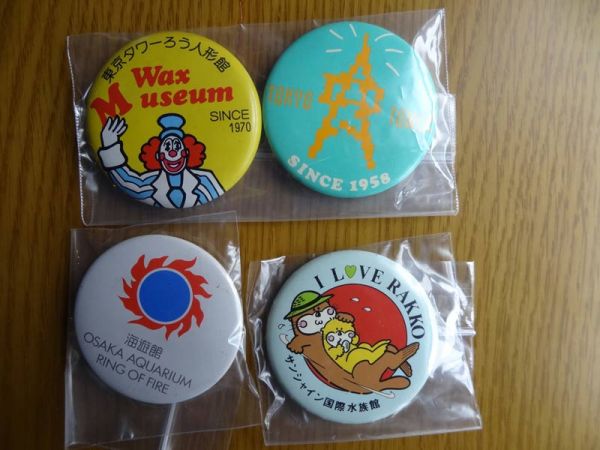 東京タワーろう人形館
Wax
Museum
SINCE
1970
TOKYO TOWER
SINCE 1958
海遊館
OSAKA AQUARIUM
RING OF FIRE
I LOVE RAKKO
サンシャイン国際水族館